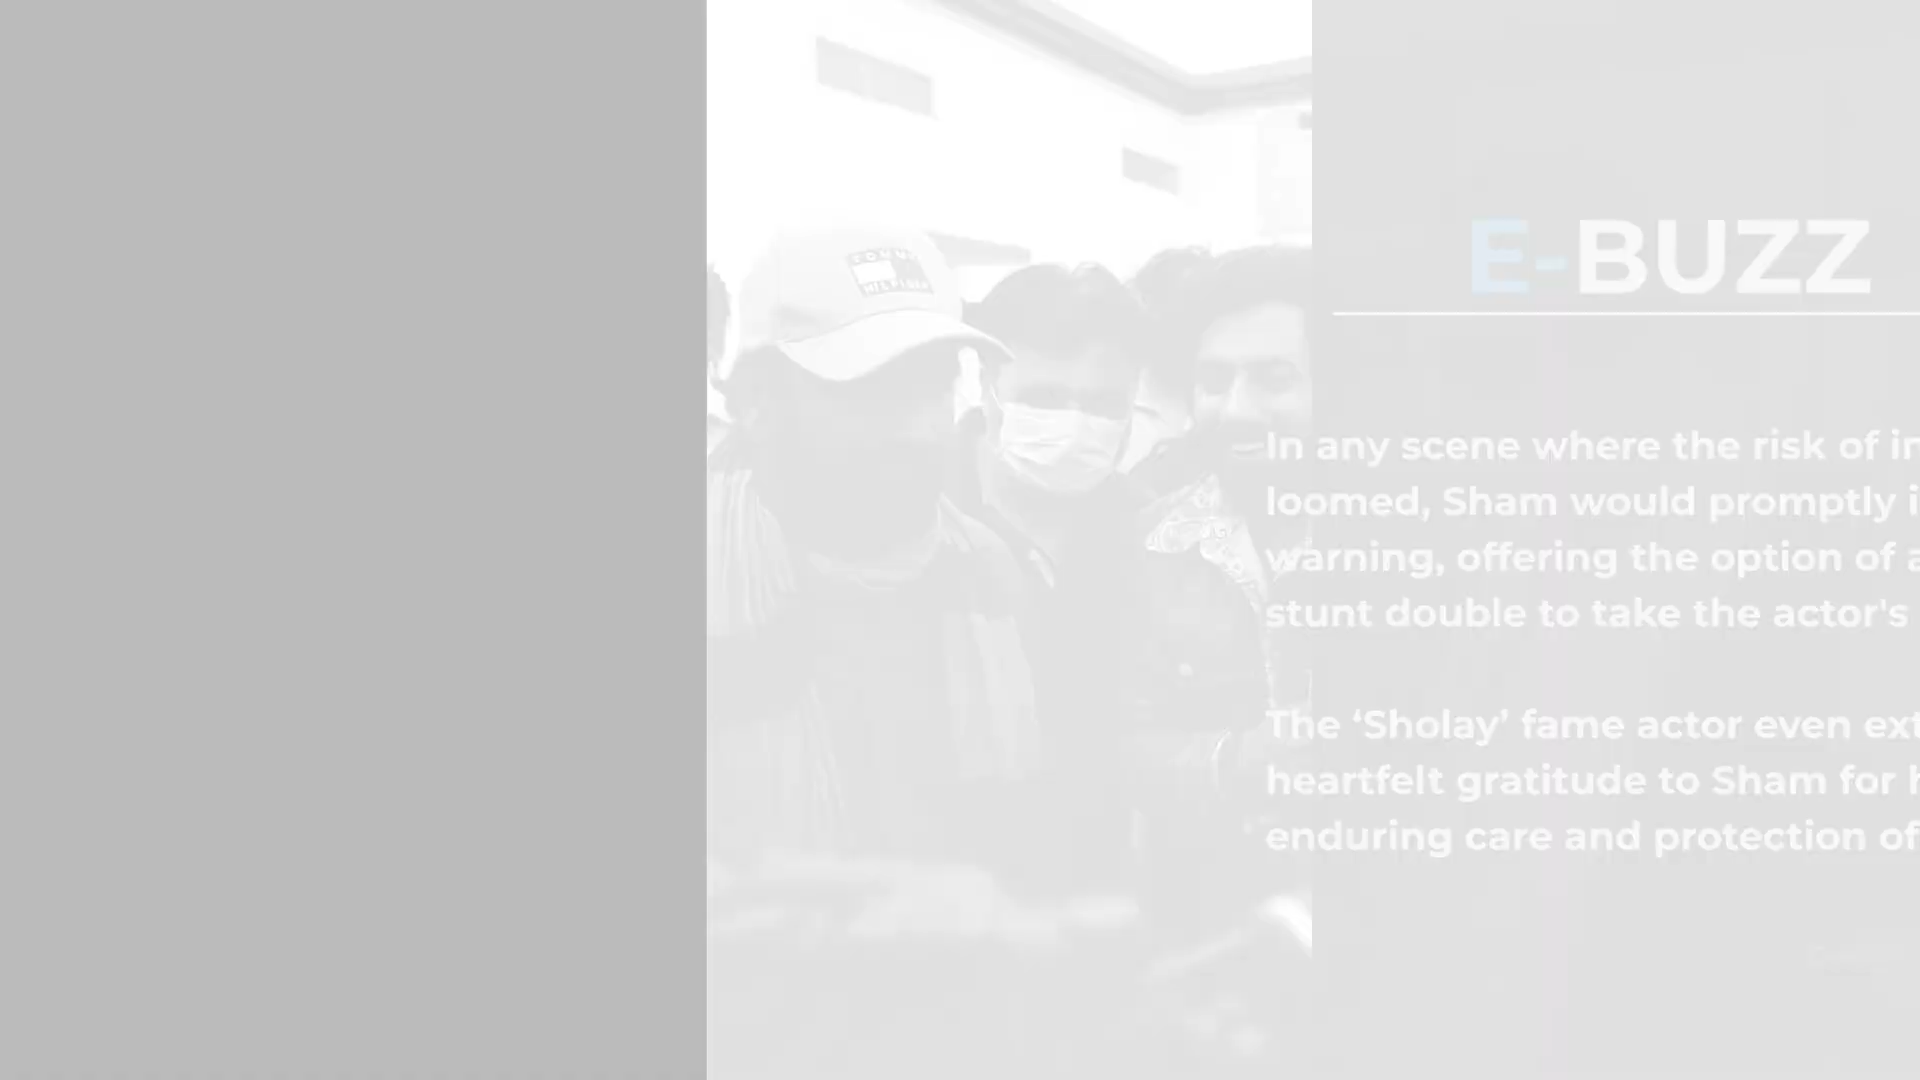 TOMMY
HILFIGER
E-BUZZ
In any scene where the risk of
loomed, Sham would promptly
warning, offering the option of
stunt double to take the actor's
The ‘Sholay’ fame actor even
heartfelt gratitude to Sham for
enduring care and protection of